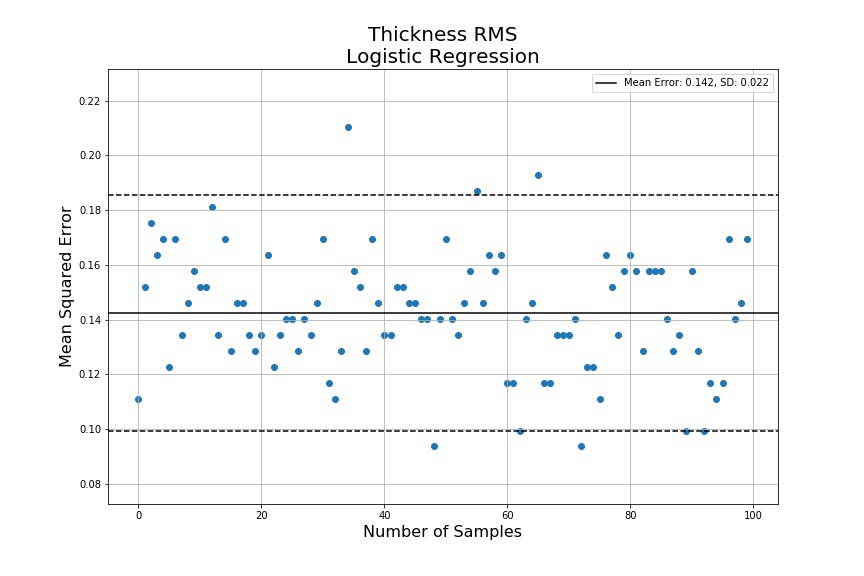 Thickness RMS
Logistic Regression
Mean Error: 0.142, SD: 0.022
Mean Squared Error
0.22
0.20
0.18
0.16
0.14
0.12
0.10
0.08
0 20 40 60 80 100
Number of Samples